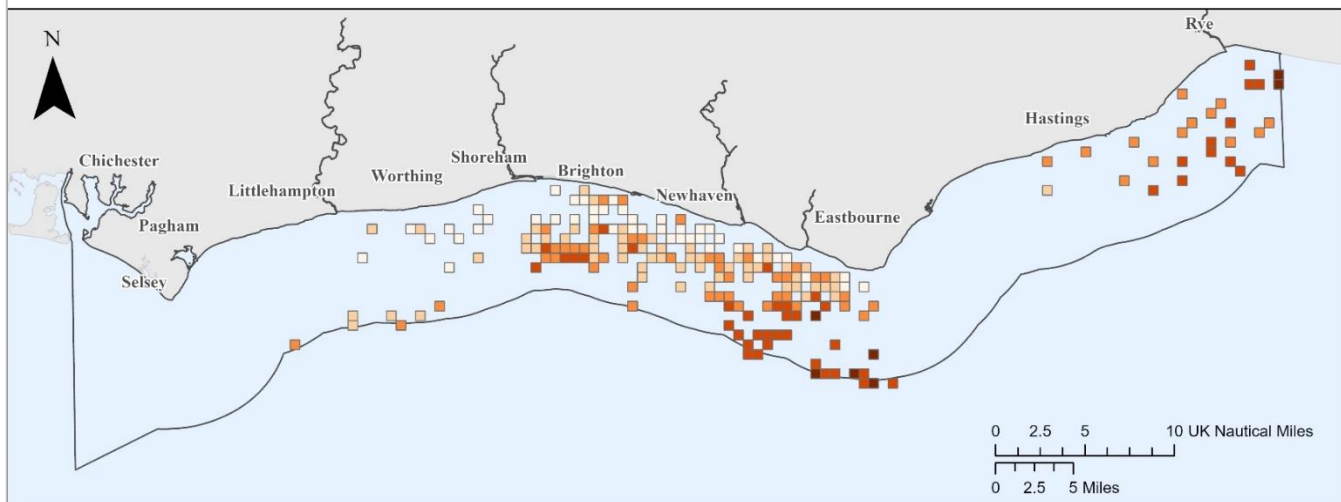 Rye
N
Hastings
Chichester
Shoreham
Brighton
Worthing
Littlehampton
Newhaven
Eastbourne
Pagham
Selsey
0 2.5 5 10 UK Nautical Miles
0 2.5 5 Miles